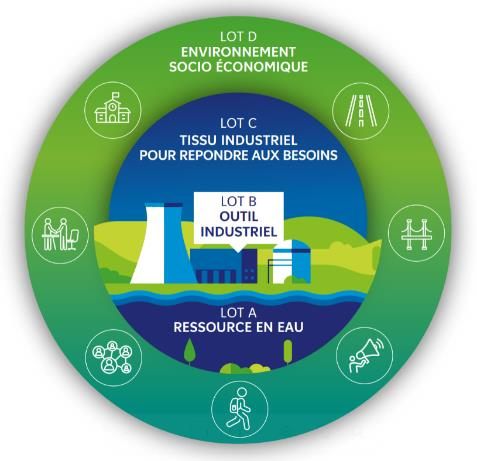 LOT D
ENVIRONNEMENT
SOCIO ÉCONOMIQUE
LOT C
TISSU INDUSTRIEL
POUR REPONDRE AUX BESOINS
LOT B
OUTIL
INDUSTRIEL
LOT A
RESSOURCE EN EAU